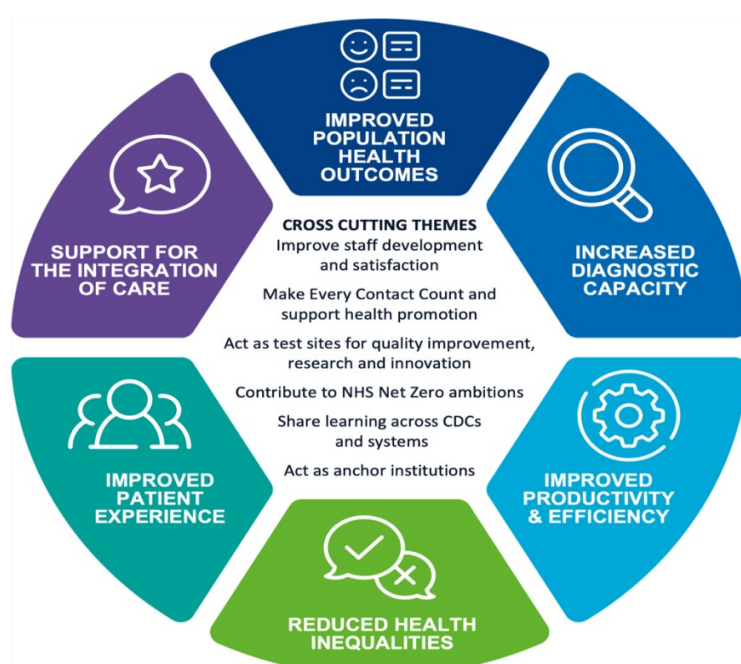 IMPROVED
POPULATION
HEALTH
OUTCOMES
INCREASED
DIAGNOSTIC
CAPACITY
IMPROVED
PRODUCTIVITY
& EFFICIENCY
REDUCED HEALTH
INEQUALITIES
IMPROVED
PATIENT
EXPERIENCE
SUPPORT FOR
THE INTEGRATION
OF CARE
CROSS CUTTING THEMES
Improve staff development
and satisfaction
Make Every Contact Count and
support health promotion
Act as test sites for quality improvement,
research and innovation
Contribute to NHS Net Zero ambitions
Share learning across CDCs
and systems
Act as anchor institutions